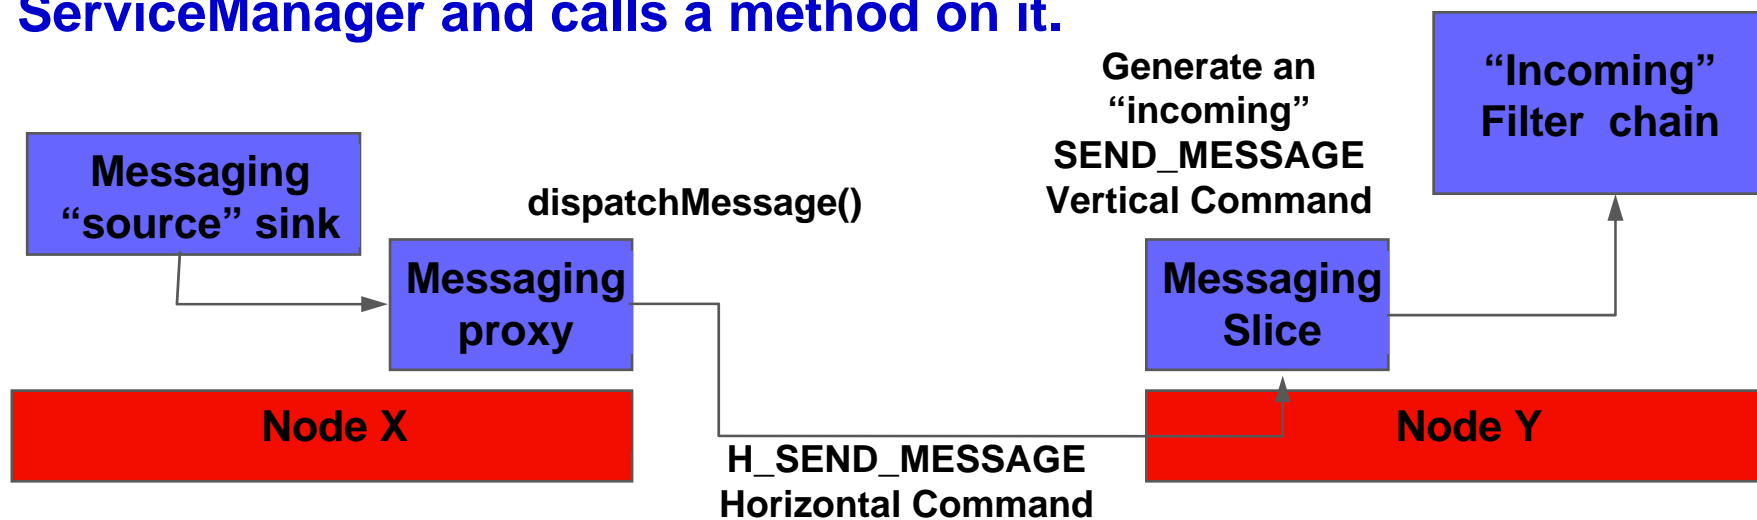 ServiceManager and calls a method on it.
Messaging
“source” sink
dispatchMessage()
Messaging
proxy
Node X
H_SEND_MESSAGE
Horizontal Command
Generate an
“incoming”
SEND_MESSAGE
Vertical Command
Messaging
Slice
Node Y
“Incoming”
Filter chain